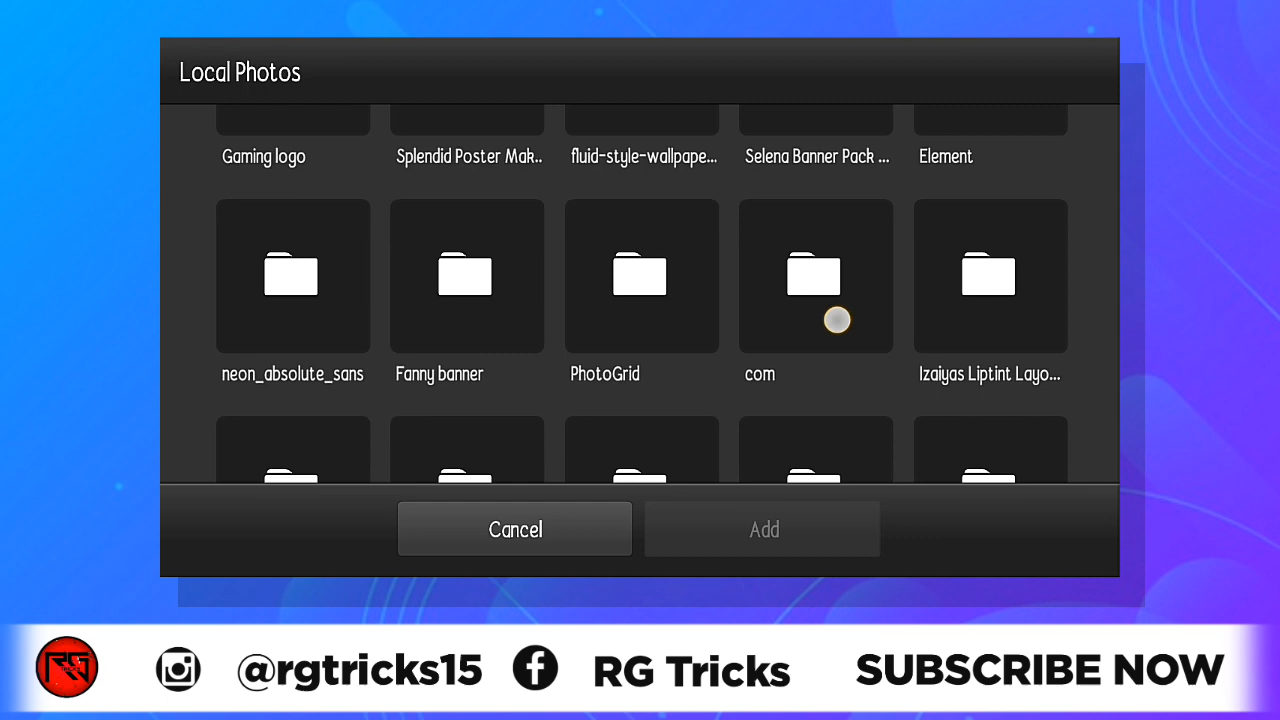 Local Photos
Gaming logo
Splendid Poster Mak..
fluid-style-wallpape...
Selena Banner Pack ...
Element
neon_absolute_sans
Fanny banner
PhotoGrid
com
Izaiyas Liptint Layo...
Cancel
Add
RG
@rgtricks15
RG Tricks
SUBSCRIBE NOW